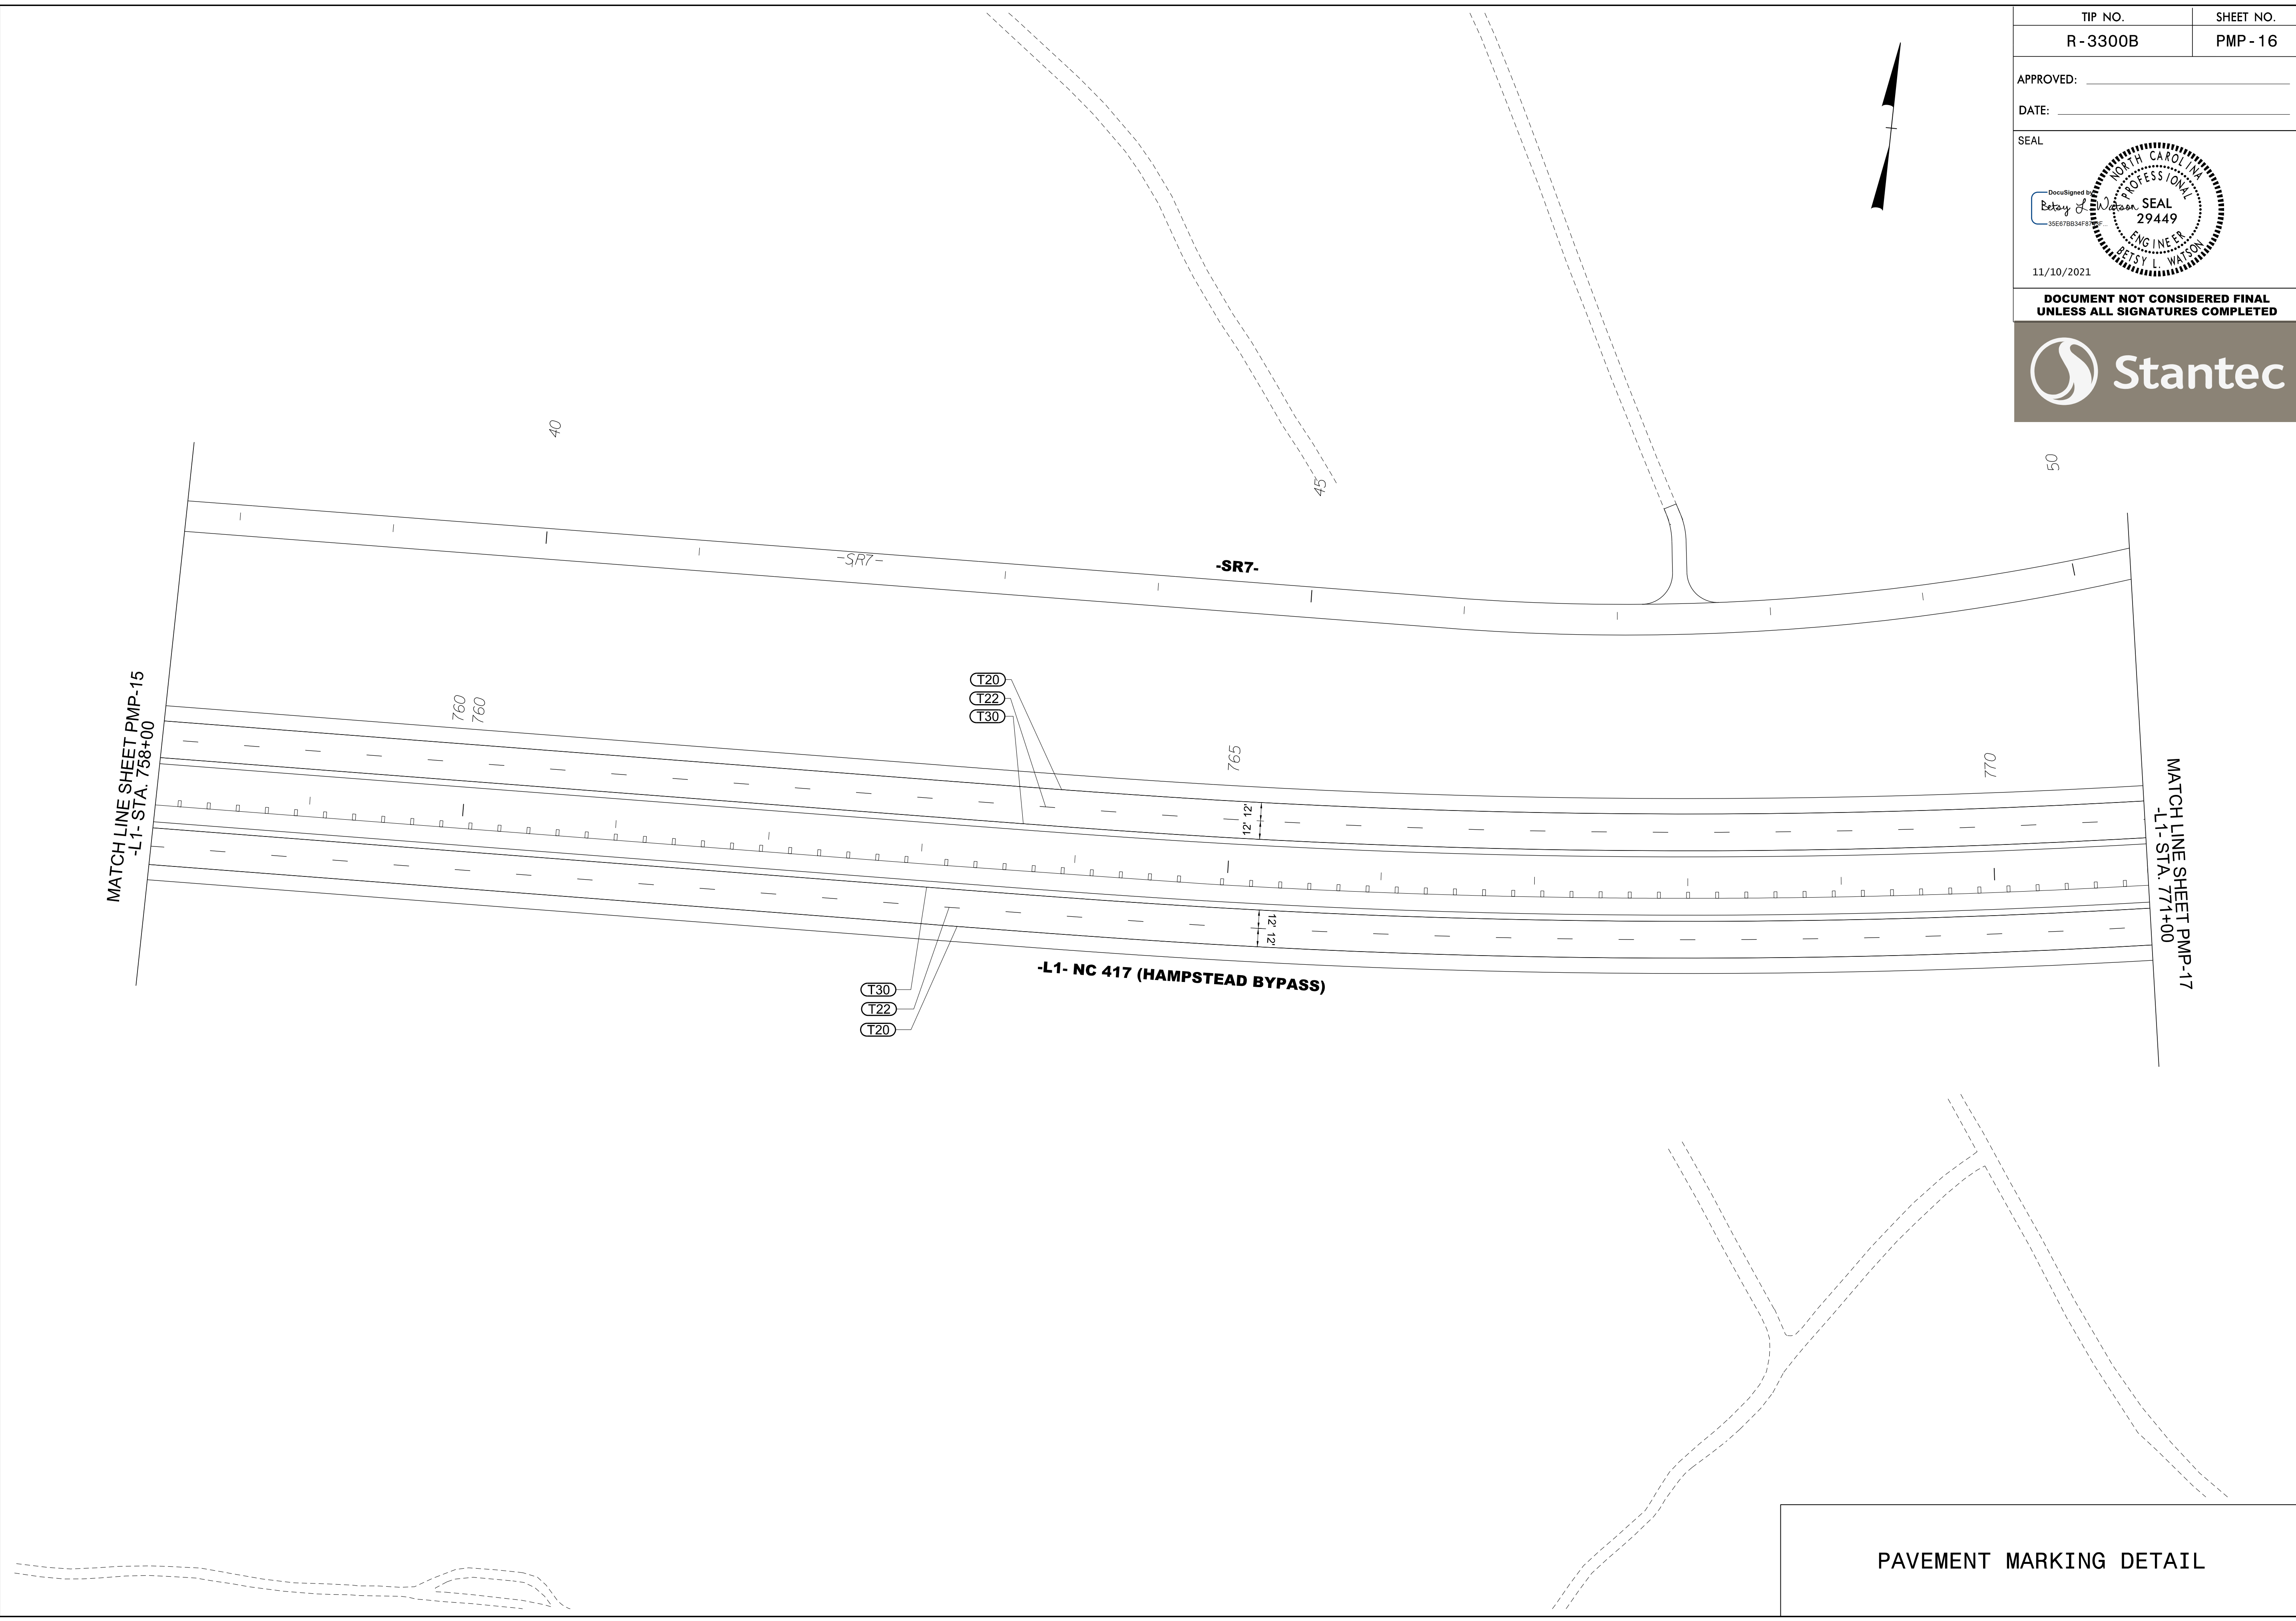 TIP NO.
SHEET NO.
R-3300B
PMP-16
APPROVED:
DATE:
SEAL
NORTH CAROLINA
PROFESSIONAL
DocuSigned by
Betsy L. Watson
SEAL
29449
ENGINEER
BETSY L. WATSON
11/10/2021
DOCUMENT NOT CONSIDERED FINAL
UNLESS ALL SIGNATURES COMPLETED
Stantec
40
45
50
-SR7-
-SR7-
MATCH LINE SHEET PMP-15
-L1- STA. 758+00
760
760
T20
T22
T30
765
770
12' 12'
12' 12'
MATCH LINE SHEET PMP-17
-L1- STA. 771+00
-L1- NC 417 (HAMPSTEAD BYPASS)
T30
T22
T20
PAVEMENT MARKING DETAIL